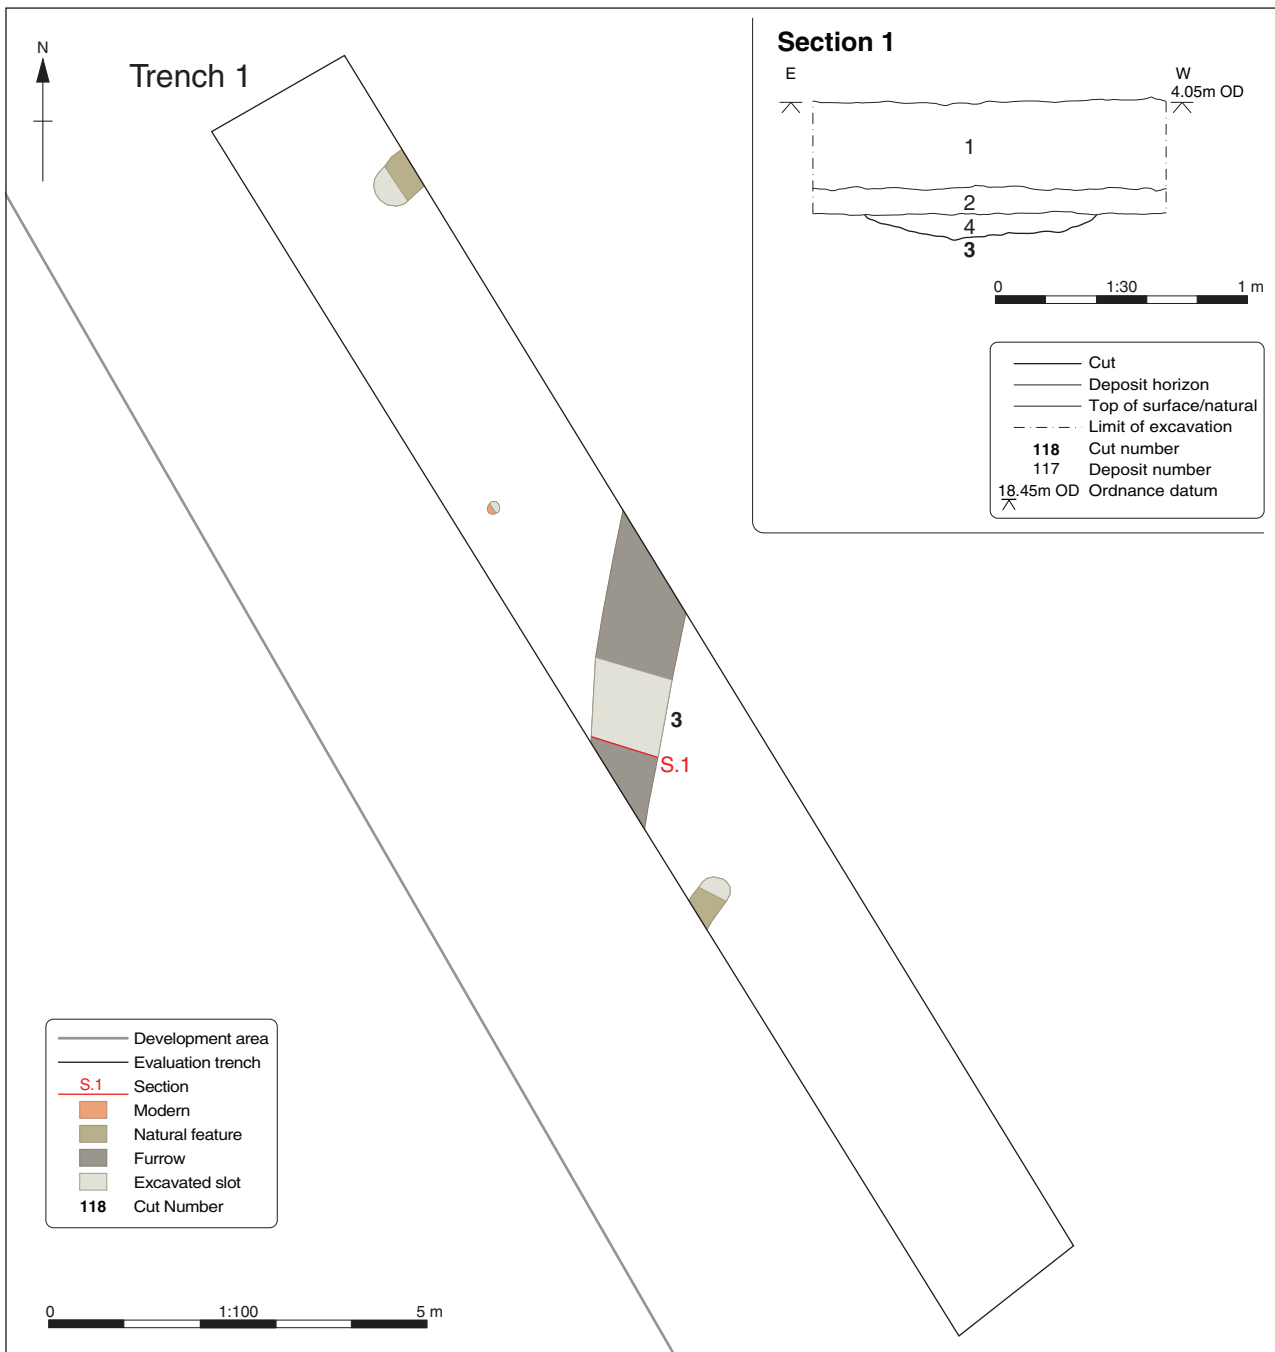 N
Trench 1
Section 1
E
W
4.05m OD
1
2
4
3
0 1:30 1 m
Cut
Deposit horizon
Top of surface/natural
Limit of excavation
118 Cut number
117 Deposit number
18.45m OD Ordnance datum
3
S.1
Development area
Evaluation trench
S.1 Section
Modern
Natural feature
Furrow
Excavated slot
118 Cut Number
0 1:100 5 m